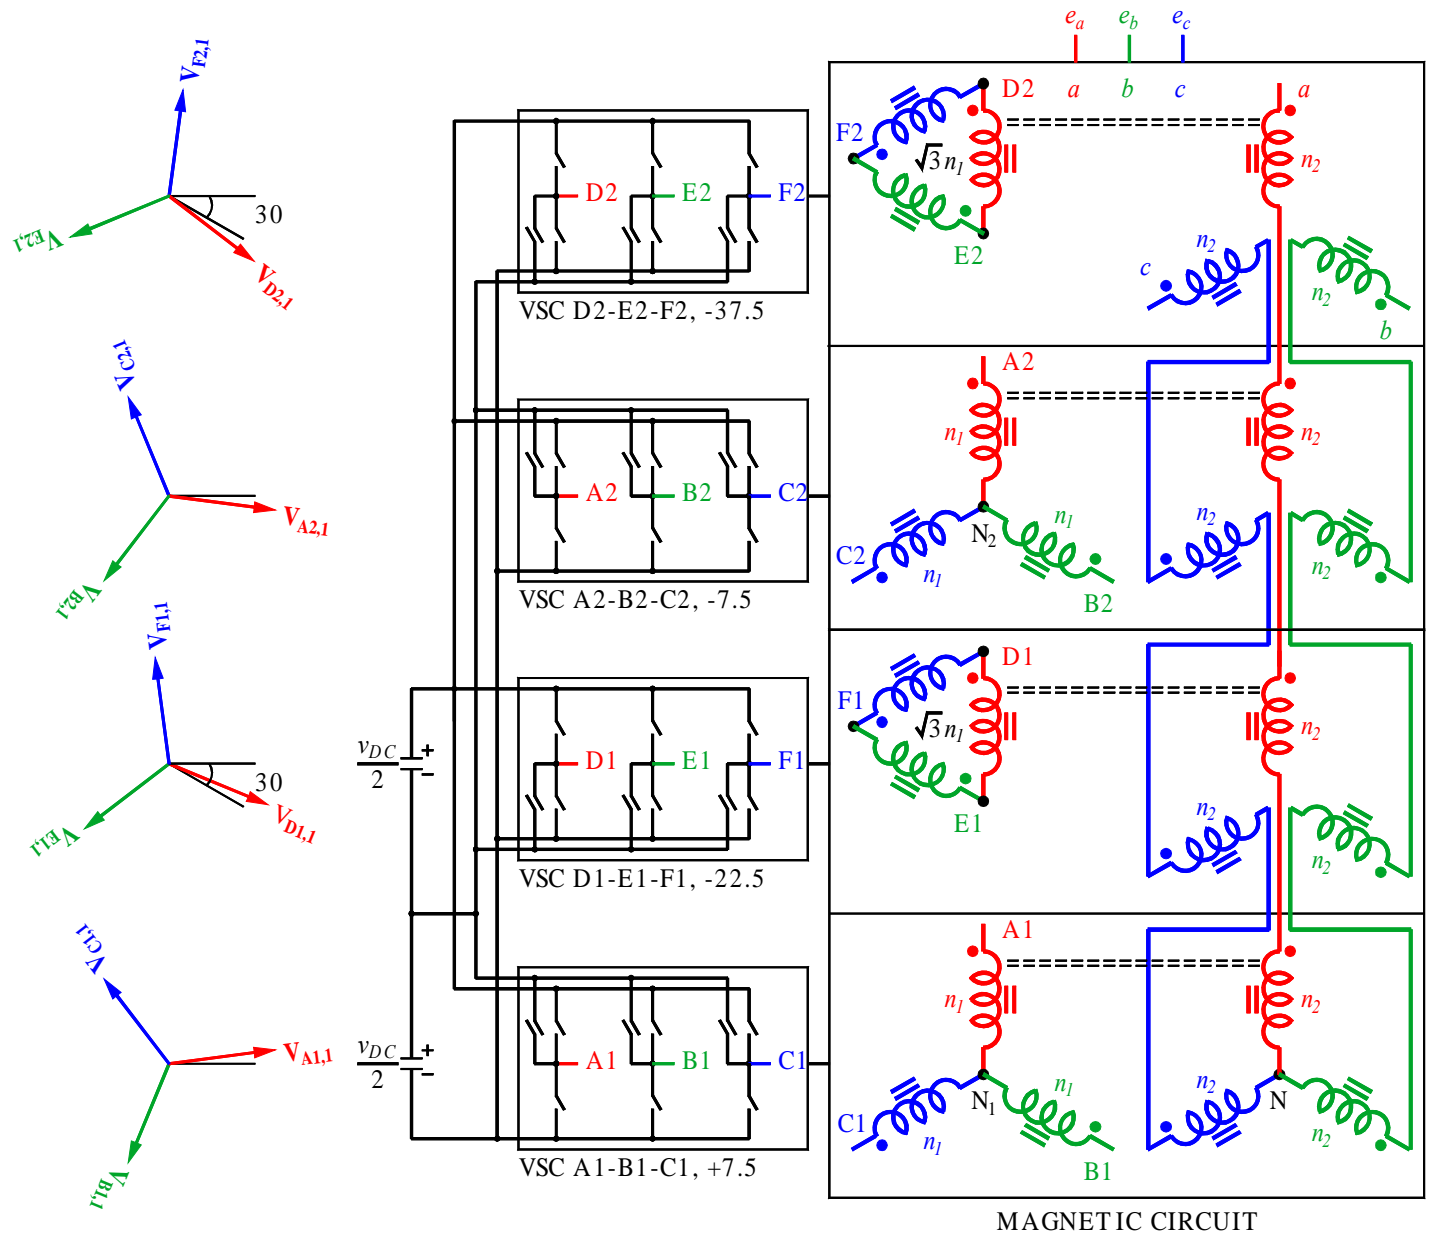 e_a e_b e_c
a b c
V_F2,1
30
V_E2,1
V_D2,1
D2 E2 F2
VSC D2-E2-F2, -37.5
D2
F2
√3 n_1
E2
a
n_2
n_2
c
n_2
b
V_C2,1
V_A2,1
V_B2,1
A2 B2 C2
VSC A2-B2-C2, -7.5
A2
n_1
N_2
n_1
C2
n_1
B2
n_2
n_2
n_2
V_F1,1
30
V_E1,1
V_D1,1
v_DC
2
+
−
D1 E1 F1
VSC D1-E1-F1, -22.5
D1
F1
√3 n_1
E1
n_2
n_2
n_2
V_C1,1
V_A1,1
V_B1,1
v_DC
2
+
−
A1 B1 C1
VSC A1-B1-C1, +7.5
A1
n_1
N_1
n_1
C1
n_1
B1
n_2
n_2
N
n_2
MAGNETIC CIRCUIT